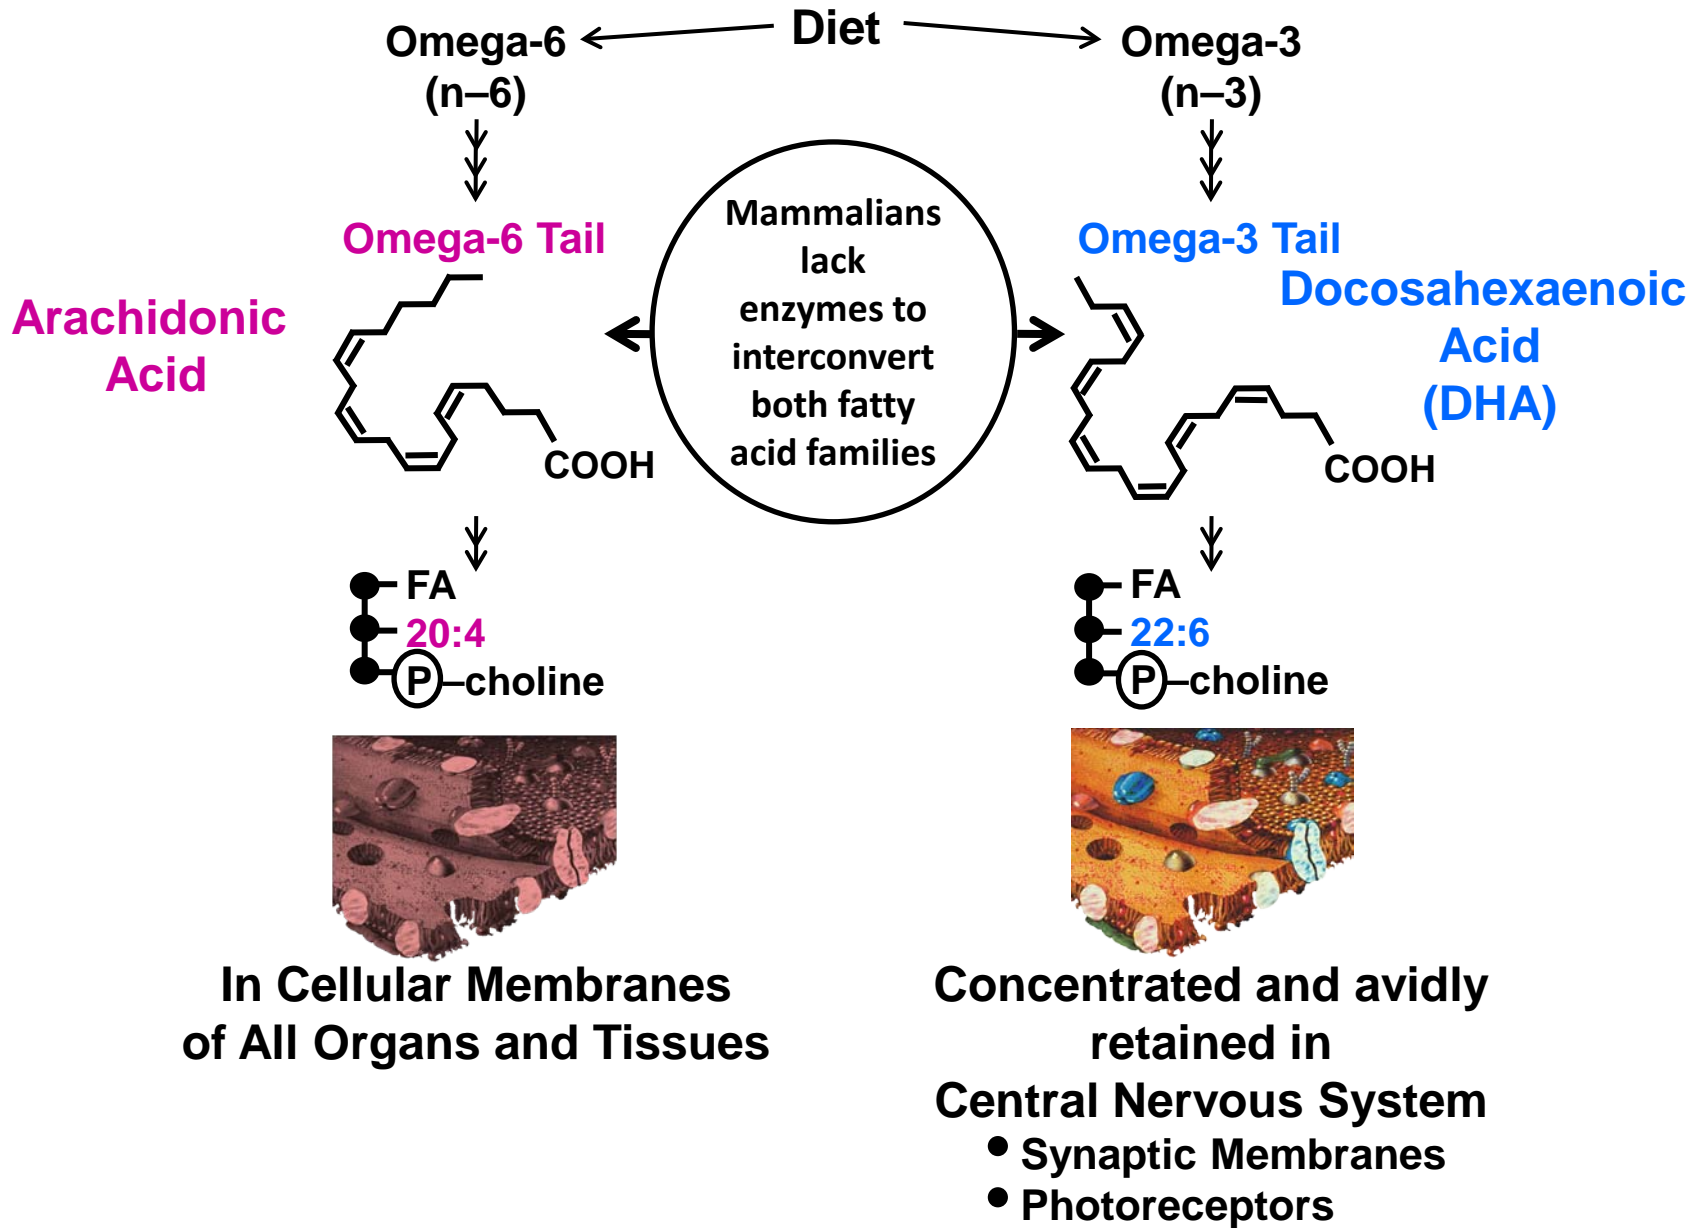 Diet
Omega-6
(n–6)
Omega-3
(n–3)
Omega-6 Tail
Arachidonic
Acid
COOH
Mammalians
lack
enzymes to
interconvert
both fatty
acid families
Omega-3 Tail
Docosahexaenoic
Acid
(DHA)
COOH
FA
20:4
P–choline
FA
22:6
P–choline
In Cellular Membranes
of All Organs and Tissues
Concentrated and avidly
retained in
Central Nervous System
• Synaptic Membranes
• Photoreceptors